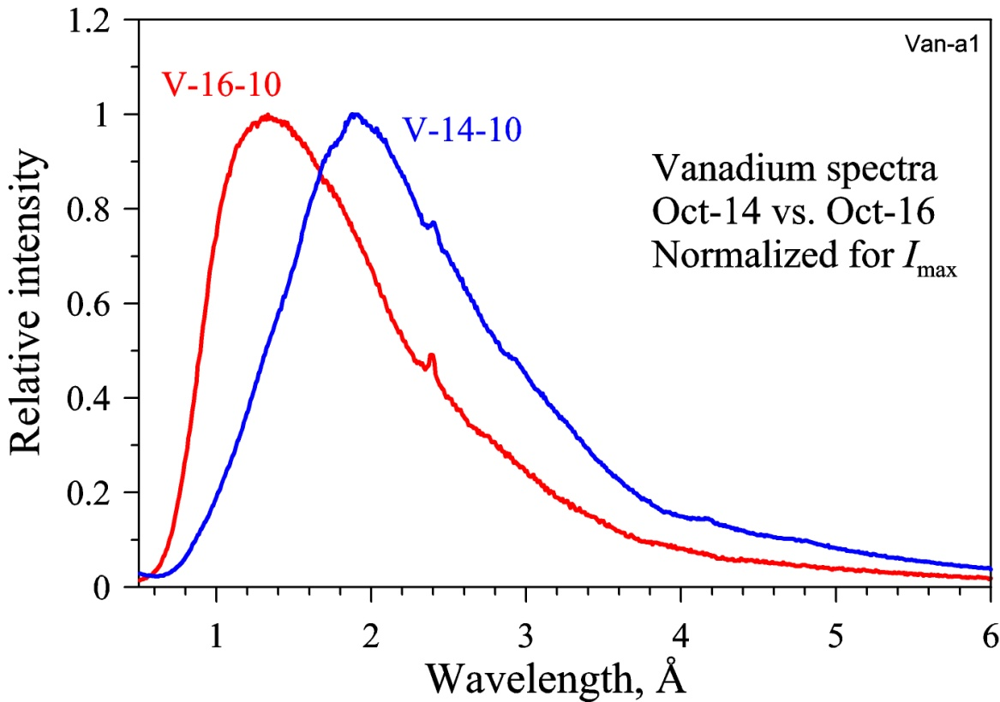 1.2
Van-a1
V-16-10
1
V-14-10
Vanadium spectra
0.8
Oct-14 vs. Oct-16
Normalized for Imax
0.6
0.4
0.2
0
1 2 3 4 5 6
Relative intensity
Wavelength, Å